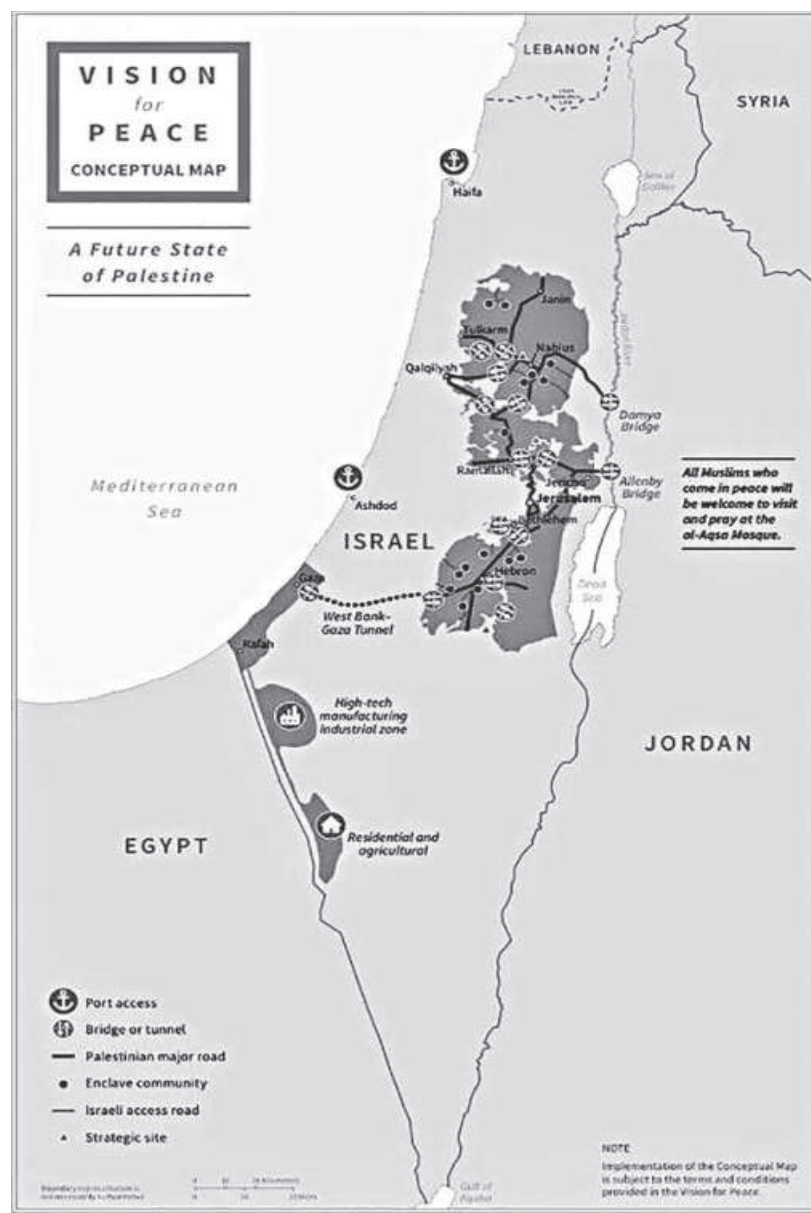 VISION
for
PEACE
CONCEPTUAL MAP
A Future State
of Palestine
LEBANON
SYRIA
Haifa
Sea of
Galilee
Janin
Tulkarm
Nablus
Qalqilyah
Jordan River
Damya
Bridge
Ramallah
Jericho
Allenby
Bridge
All Muslims who
come in peace will
be welcome to visit
and pray at the
al-Aqsa Mosque.
Mediterranean
Sea
Ashdod
Jerusalem
Bethlehem
ISRAEL
Hebron
Dead
Sea
Gaza
West Bank-
Gaza Tunnel
Rafah
High-tech
manufacturing
industrial zone
JORDAN
EGYPT
Residential and
agricultural
Port access
Bridge or tunnel
Palestinian major road
Enclave community
Israeli access road
Strategic site
NOTE
Implementation of the Conceptual Map
is subject to the terms and conditions
provided in the Vision for Peace.
Gulf of
Aqaba